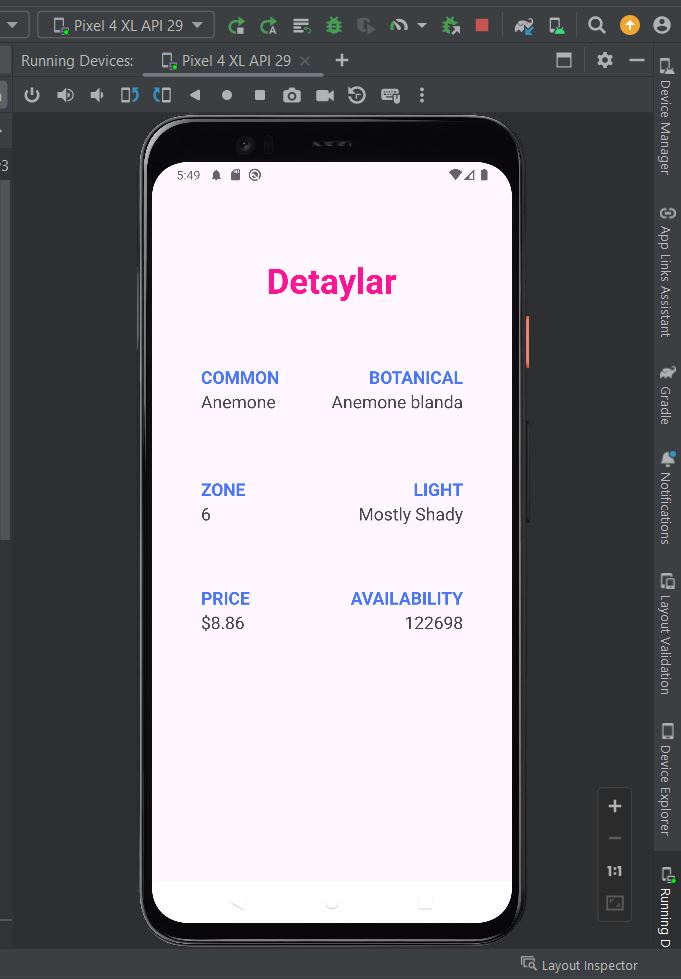 Pixel 4 XL API 29
Running Devices:
Pixel 4 XL API 29
5:49
Detaylar
COMMON
BOTANICAL
Anemone
Anemone blanda
ZONE
LIGHT
6
Mostly Shady
PRICE
AVAILABILITY
$8.86
122698
1:1
Device Manager
App Links Assistant
Gradle
Notifications
Layout Validation
Device Explorer
Running D
Layout Inspector